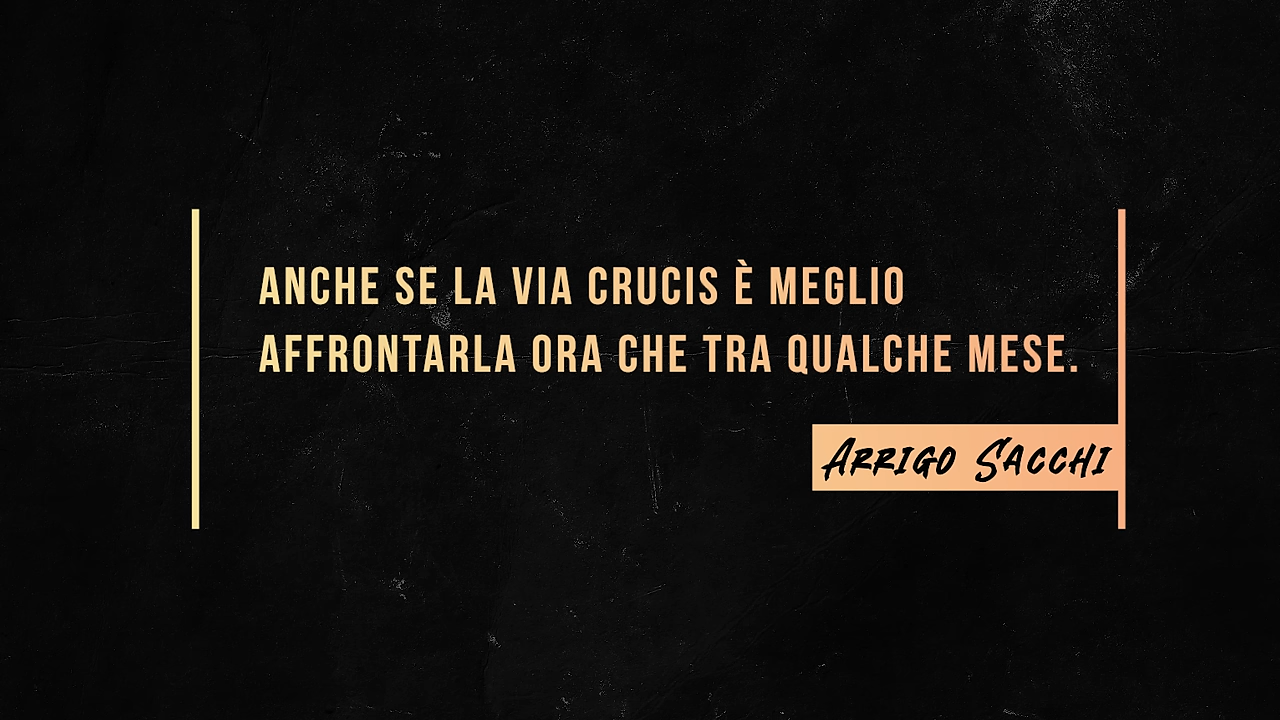 ANCHE SE LA VIA CRUCIS È MEGLIO
AFFRONTARLA ORA CHE TRA QUALCHE MESE.
ARRIGO SACCHI